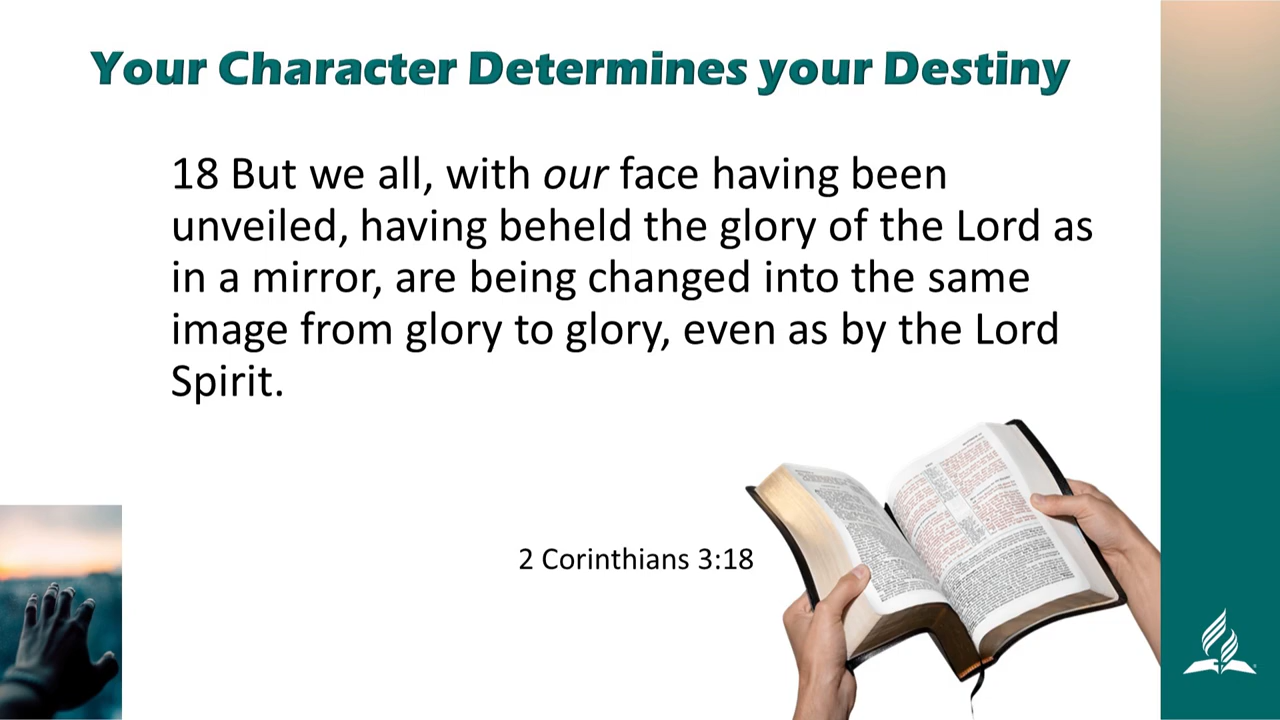 Your Character Determines your Destiny
18 But we all, with our face having been
unveiled, having beheld the glory of the Lord as
in a mirror, are being changed into the same
image from glory to glory, even as by the Lord
Spirit.
2 Corinthians 3:18